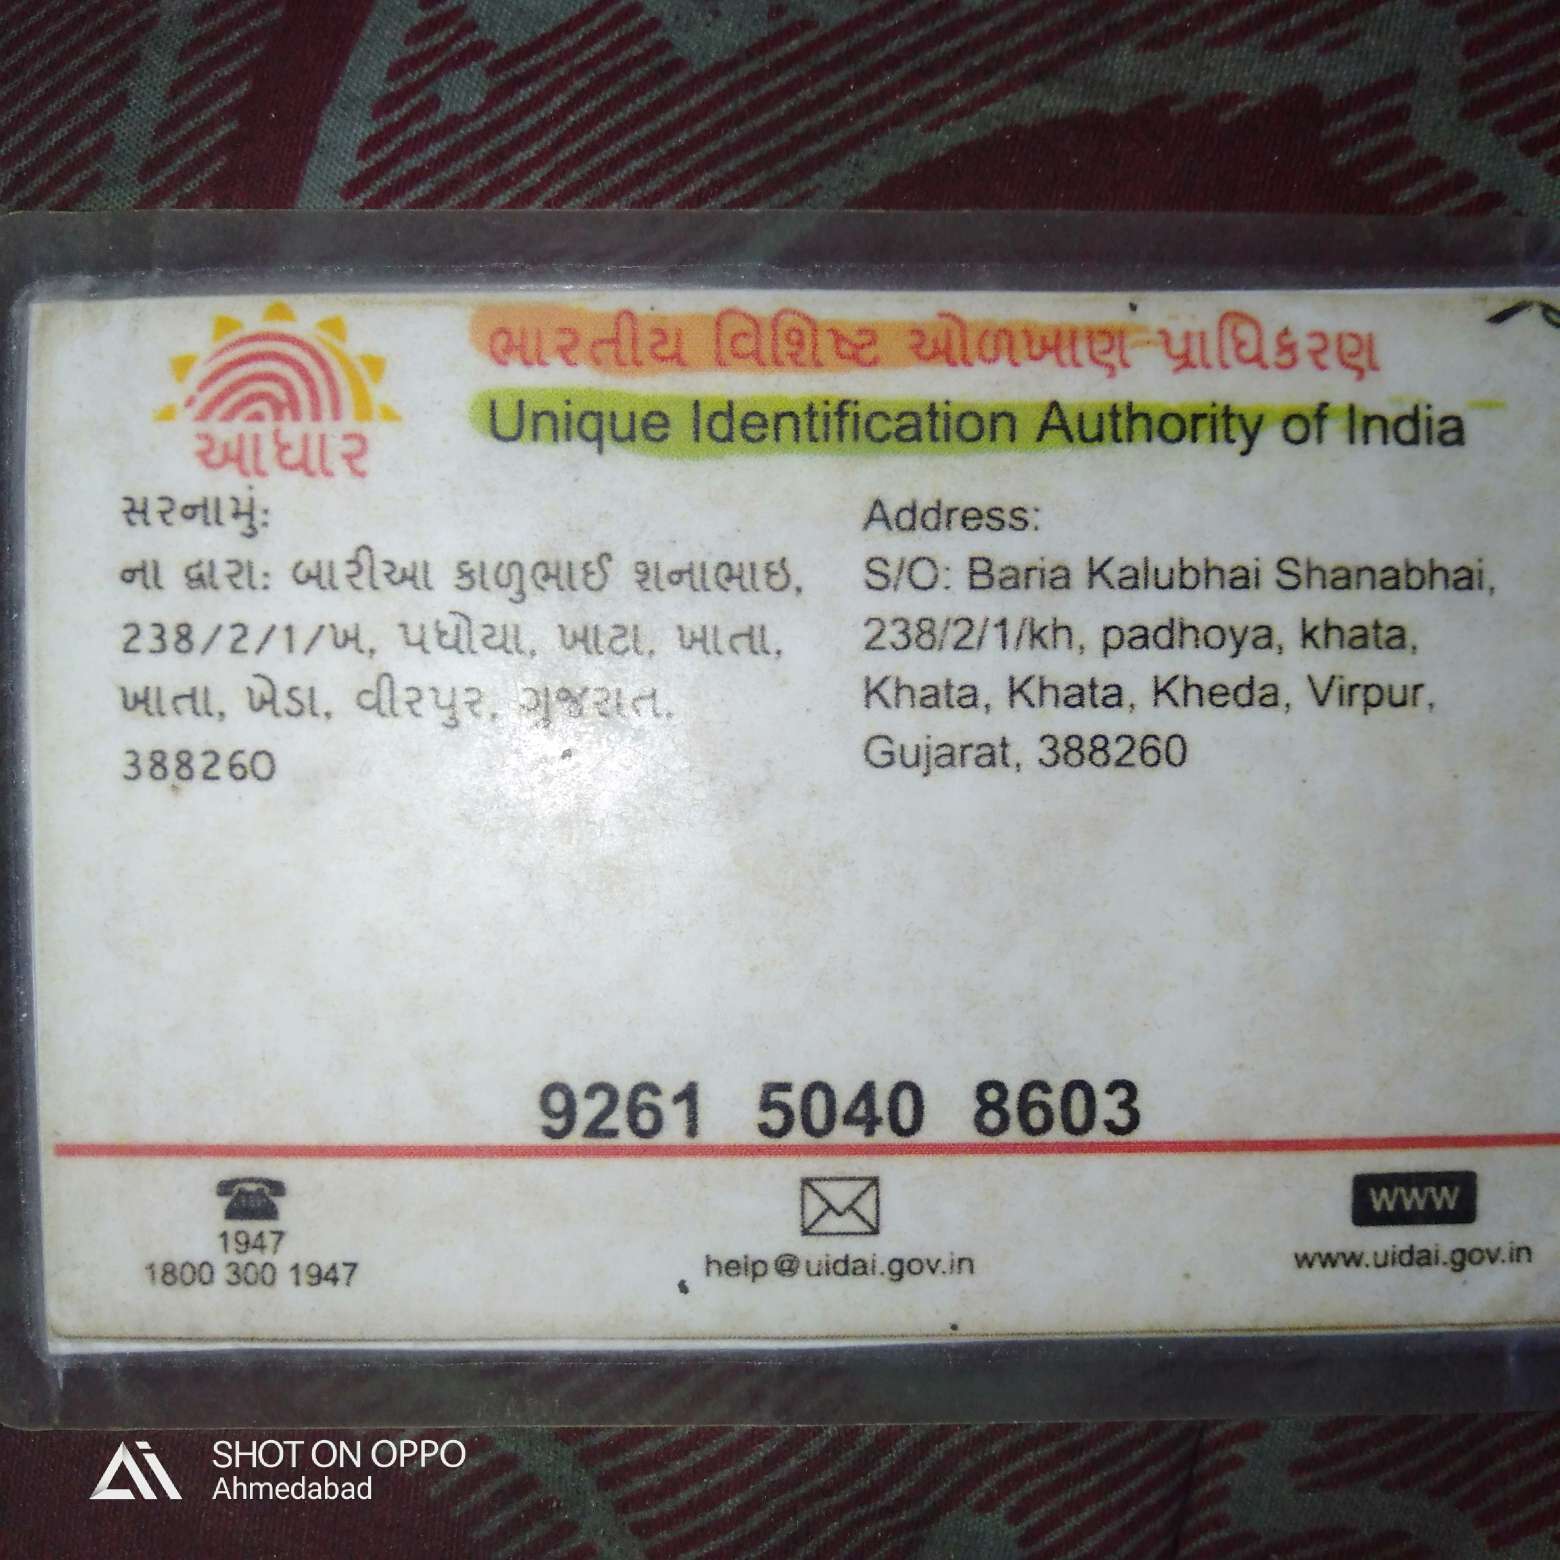 ભારતીય વિશિષ્ટ ઓળખાણ પ્રાધિકરણ
Unique Identification Authority of India
આધાર
સરનામું:
ના દ્વારા: બારીઆ કાળુભાઈ શનાભાઇ,
238/2/1/ખ, પધોયા, ખાટા, ખાતા,
ખાતા, ખેડા, વીરપુર, ગુજરાત,
388260
Address:
S/O: Baria Kalubhai Shanabhai,
238/2/1/kh, padhoya, khata,
Khata, Khata, Kheda, Virpur,
Gujarat, 388260
9261 5040 8603
1947
1800 300 1947
help@uidai.gov.in
www
www.uidai.gov.in
SHOT ON OPPO
Ahmedabad